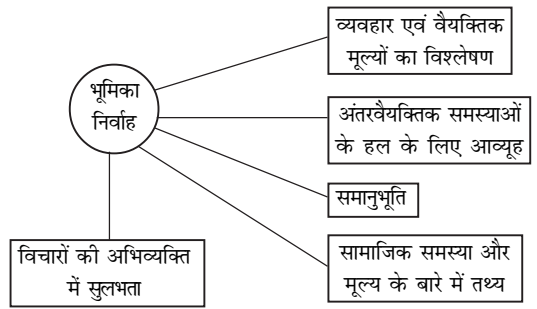 भूमिका
निर्वाह
व्यवहार एवं वैयक्तिक
मूल्यों का विश्लेषण
अंतरवैयक्तिक समस्याओं
के हल के लिए आव्यूह
समानुभूति
सामाजिक समस्या और
मूल्य के बारे में तथ्य
विचारों की अभिव्यक्ति
में सुलभता